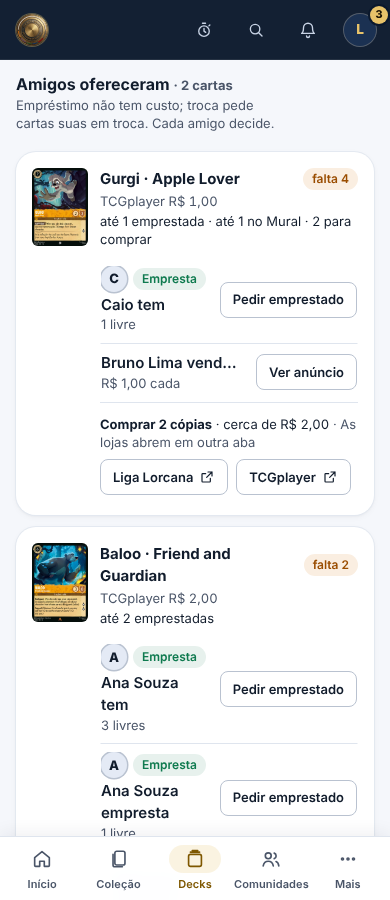 L
3
Amigos ofereceram · 2 cartas
Empréstimo não tem custo; troca pede
cartas suas em troca. Cada amigo decide.
Gurgi · Apple Lover
falta 4
TCGplayer R$ 1,00
até 1 emprestada · até 1 no Mural · 2 para
comprar
C
Empresta
Caio tem
1 livre
Pedir emprestado
Bruno Lima vend...
R$ 1,00 cada
Ver anúncio
Comprar 2 cópias · cerca de R$ 2,00 · As
lojas abrem em outra aba
Liga Lorcana
TCGplayer
Baloo · Friend and
Guardian
falta 2
TCGplayer R$ 2,00
até 2 emprestadas
A
Empresta
Ana Souza
tem
3 livres
Pedir emprestado
A
Empresta
Ana Souza
empresta
1 livre
Pedir emprestado
Início
Coleção
Decks
Comunidades
Mais